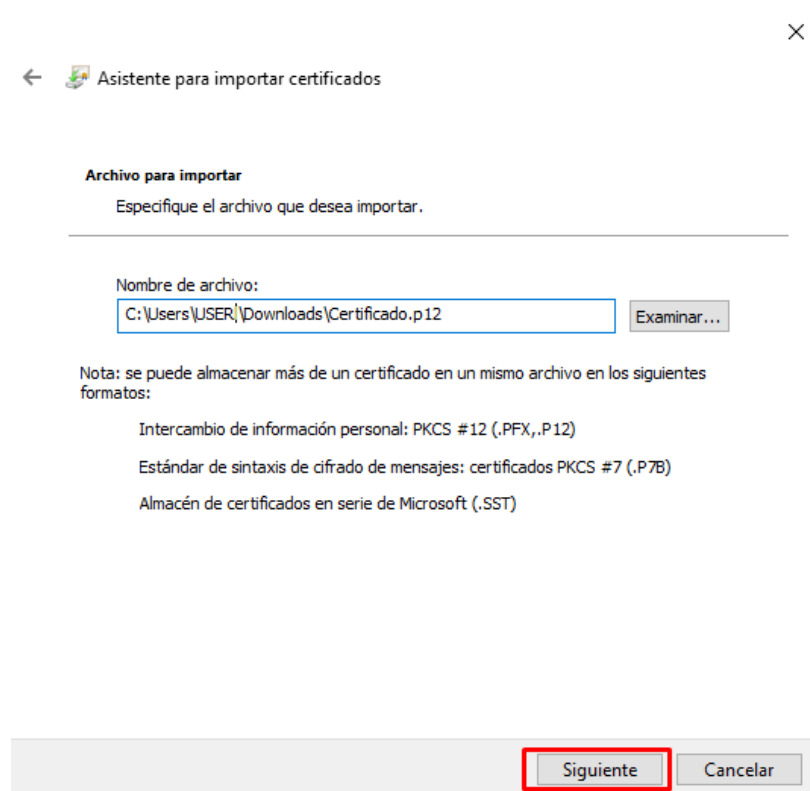 Asistente para importar certificados
Archivo para importar
Especifique el archivo que desea importar.
Nombre de archivo:
C:\Users\USER\Downloads\Certificado.p12
Examinar...
Nota: se puede almacenar más de un certificado en un mismo archivo en los siguientes
formatos:
Intercambio de información personal: PKCS #12 (.PFX,.P12)
Estándar de sintaxis de cifrado de mensajes: certificados PKCS #7 (.P7B)
Almacén de certificados en serie de Microsoft (.SST)
Siguiente
Cancelar